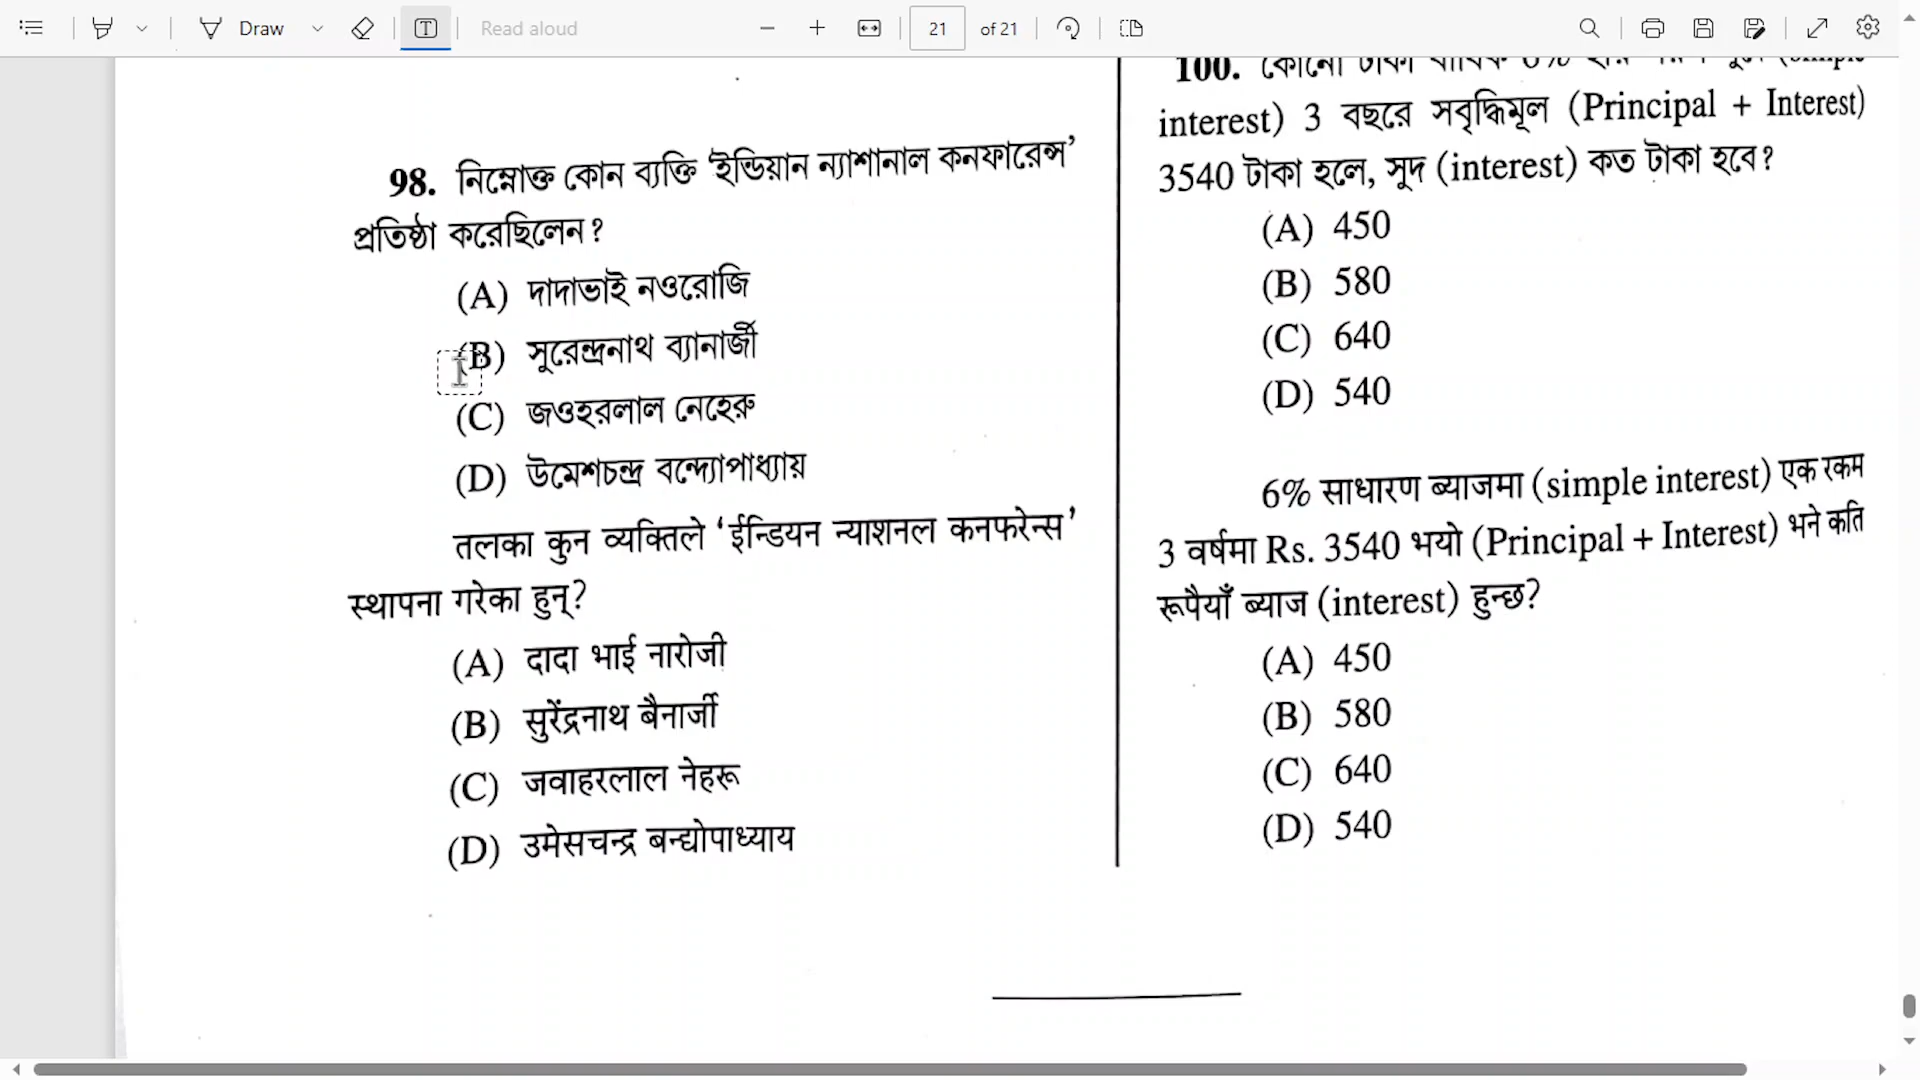 Draw
Read aloud
21
of 21
98. নিম্নোক্ত কোন ব্যক্তি ‘ইন্ডিয়ান ন্যাশানাল কনফারেন্স’
প্রতিষ্ঠা করেছিলেন?
(A) দাদাভাই নওরোজি
(B) সুরেন্দ্রনাথ ব্যানার্জী
(C) জওহরলাল নেহেরু
(D) উমেশচন্দ্র বন্দ্যোপাধ্যায়
तलका कुन व्यक्तिले ‘ईन्डियन न्याशनल कनफरेन्स’
स्थापना गरेका हुन्?
(A) दादा भाई नारोजी
(B) सुरेंद्रनाथ बैनार्जी
(C) जवाहरलाल नेहरू
(D) उमेसचन्द्र बन्द्योपाध्याय
100. কোনো টাকা বার্ষিক 6%
interest) 3 বছরে সবৃদ্ধিমূল (Principal + Interest)
3540 টাকা হলে, সুদ (interest) কত টাকা হবে?
(A) 450
(B) 580
(C) 640
(D) 540
6% साधारण ब्याजमा (simple interest) एक रकम
3 वर्षमा Rs. 3540 भयो (Principal + Interest) भने कति
रूपैयाँ ब्याज (interest) हुन्छ?
(A) 450
(B) 580
(C) 640
(D) 540